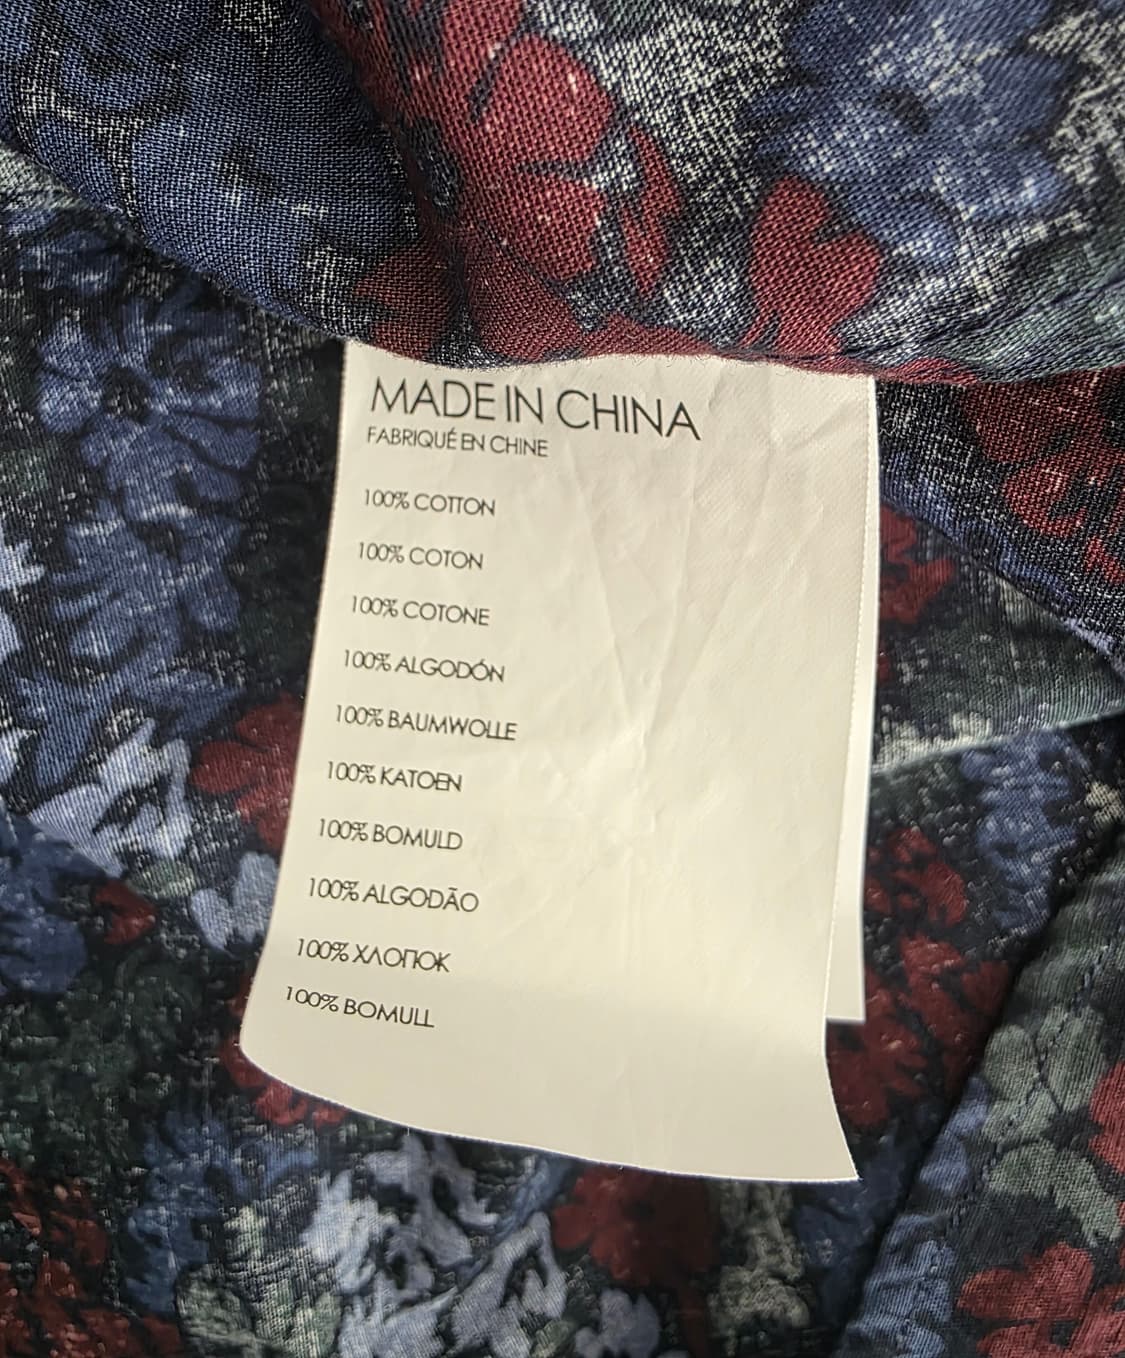 MADE IN CHINA
FABRIQUÉ EN CHINE
100% COTTON
100% COTON
100% COTONE
100% ALGODÓN
100% BAUMWOLLE
100% KATOEN
100% BOMULD
100% ALGODÃO
100% ХЛОПОК
100% BOMULL